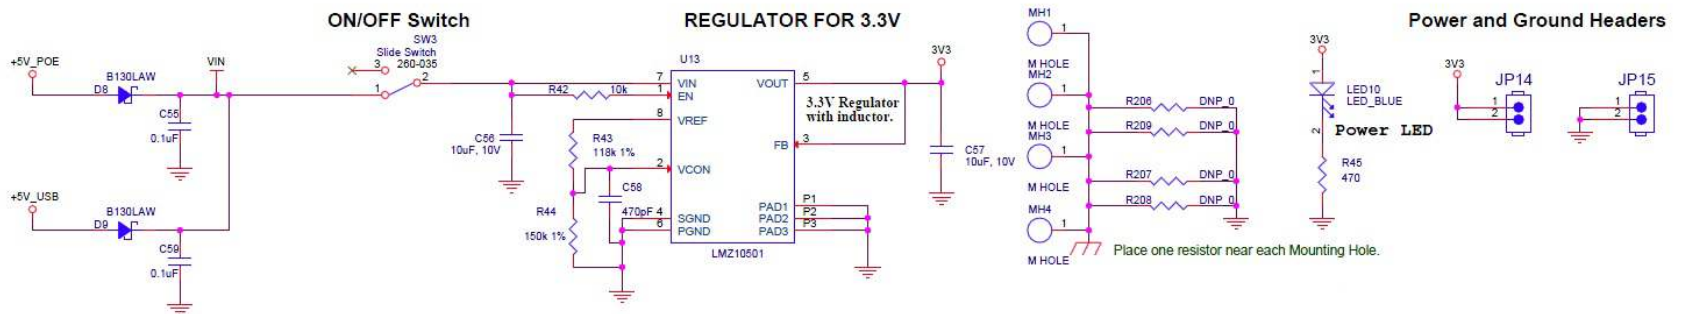 ON/OFF Switch
REGULATOR FOR 3.3V
Power and Ground Headers
+5V_POE
B130LAW
D8
VIN
C55
0.1uF
+5V_USB
B130LAW
D9
C59
0.1uF
SW3
Slide Switch
260-035
3
2
1
R42
10k
C56
10uF, 10V
R43
118k 1%
R44
150k 1%
C58
470pF
U13
7
VIN
1
EN
8
VREF
2
VCON
4
SGND
6
PGND
VOUT
5
3.3V Regulator
with inductor.
FB
3
PAD1
P1
PAD2
P2
PAD3
P3
LMZ10501
3V3
C57
10uF, 10V
MH1
1
M HOLE
MH2
1
M HOLE
MH3
1
M HOLE
MH4
1
M HOLE
R206
DNP_0
R209
DNP_0
R207
DNP_0
R208
DNP_0
Place one resistor near each Mounting Hole.
3V3
1
LED10
LED_BLUE
2
Power LED
R45
470
3V3
JP14
1
2
JP15
1
2